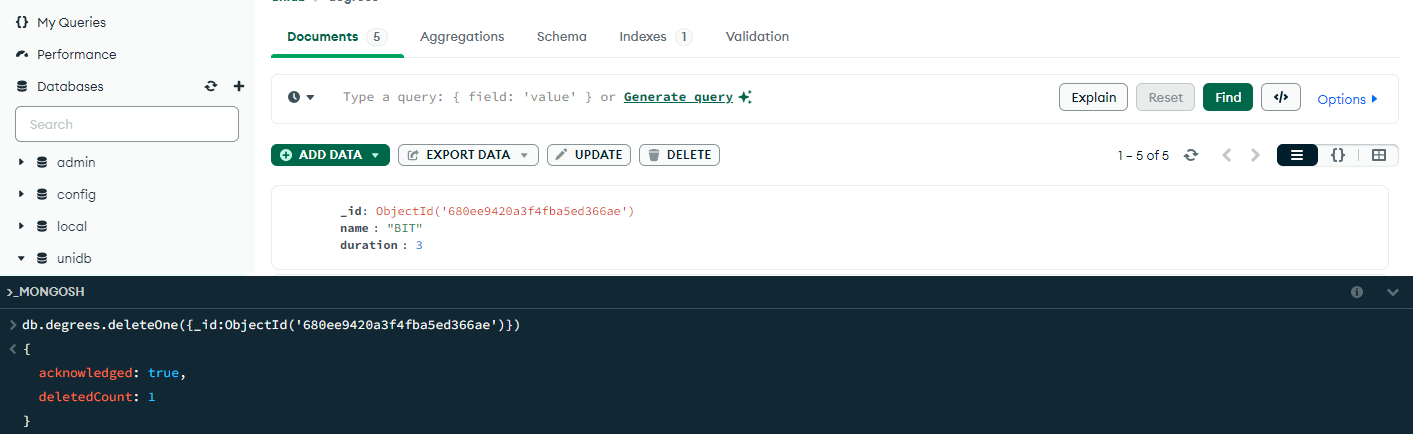 My Queries
Performance
Databases
Search
admin
config
local
unidb
unidb > degrees
Documents 5 Aggregations Schema Indexes 1 Validation
Type a query: { field: 'value' } or Generate query
Explain Reset Find </> Options
ADD DATA EXPORT DATA UPDATE DELETE
1 – 5 of 5
_id: ObjectId('680ee9420a3f4fba5ed366ae')
name : "BIT"
duration : 3
>_MONGOSH
> db.degrees.deleteOne({_id:ObjectId('680ee9420a3f4fba5ed366ae')})
< {
acknowledged: true,
deletedCount: 1
}